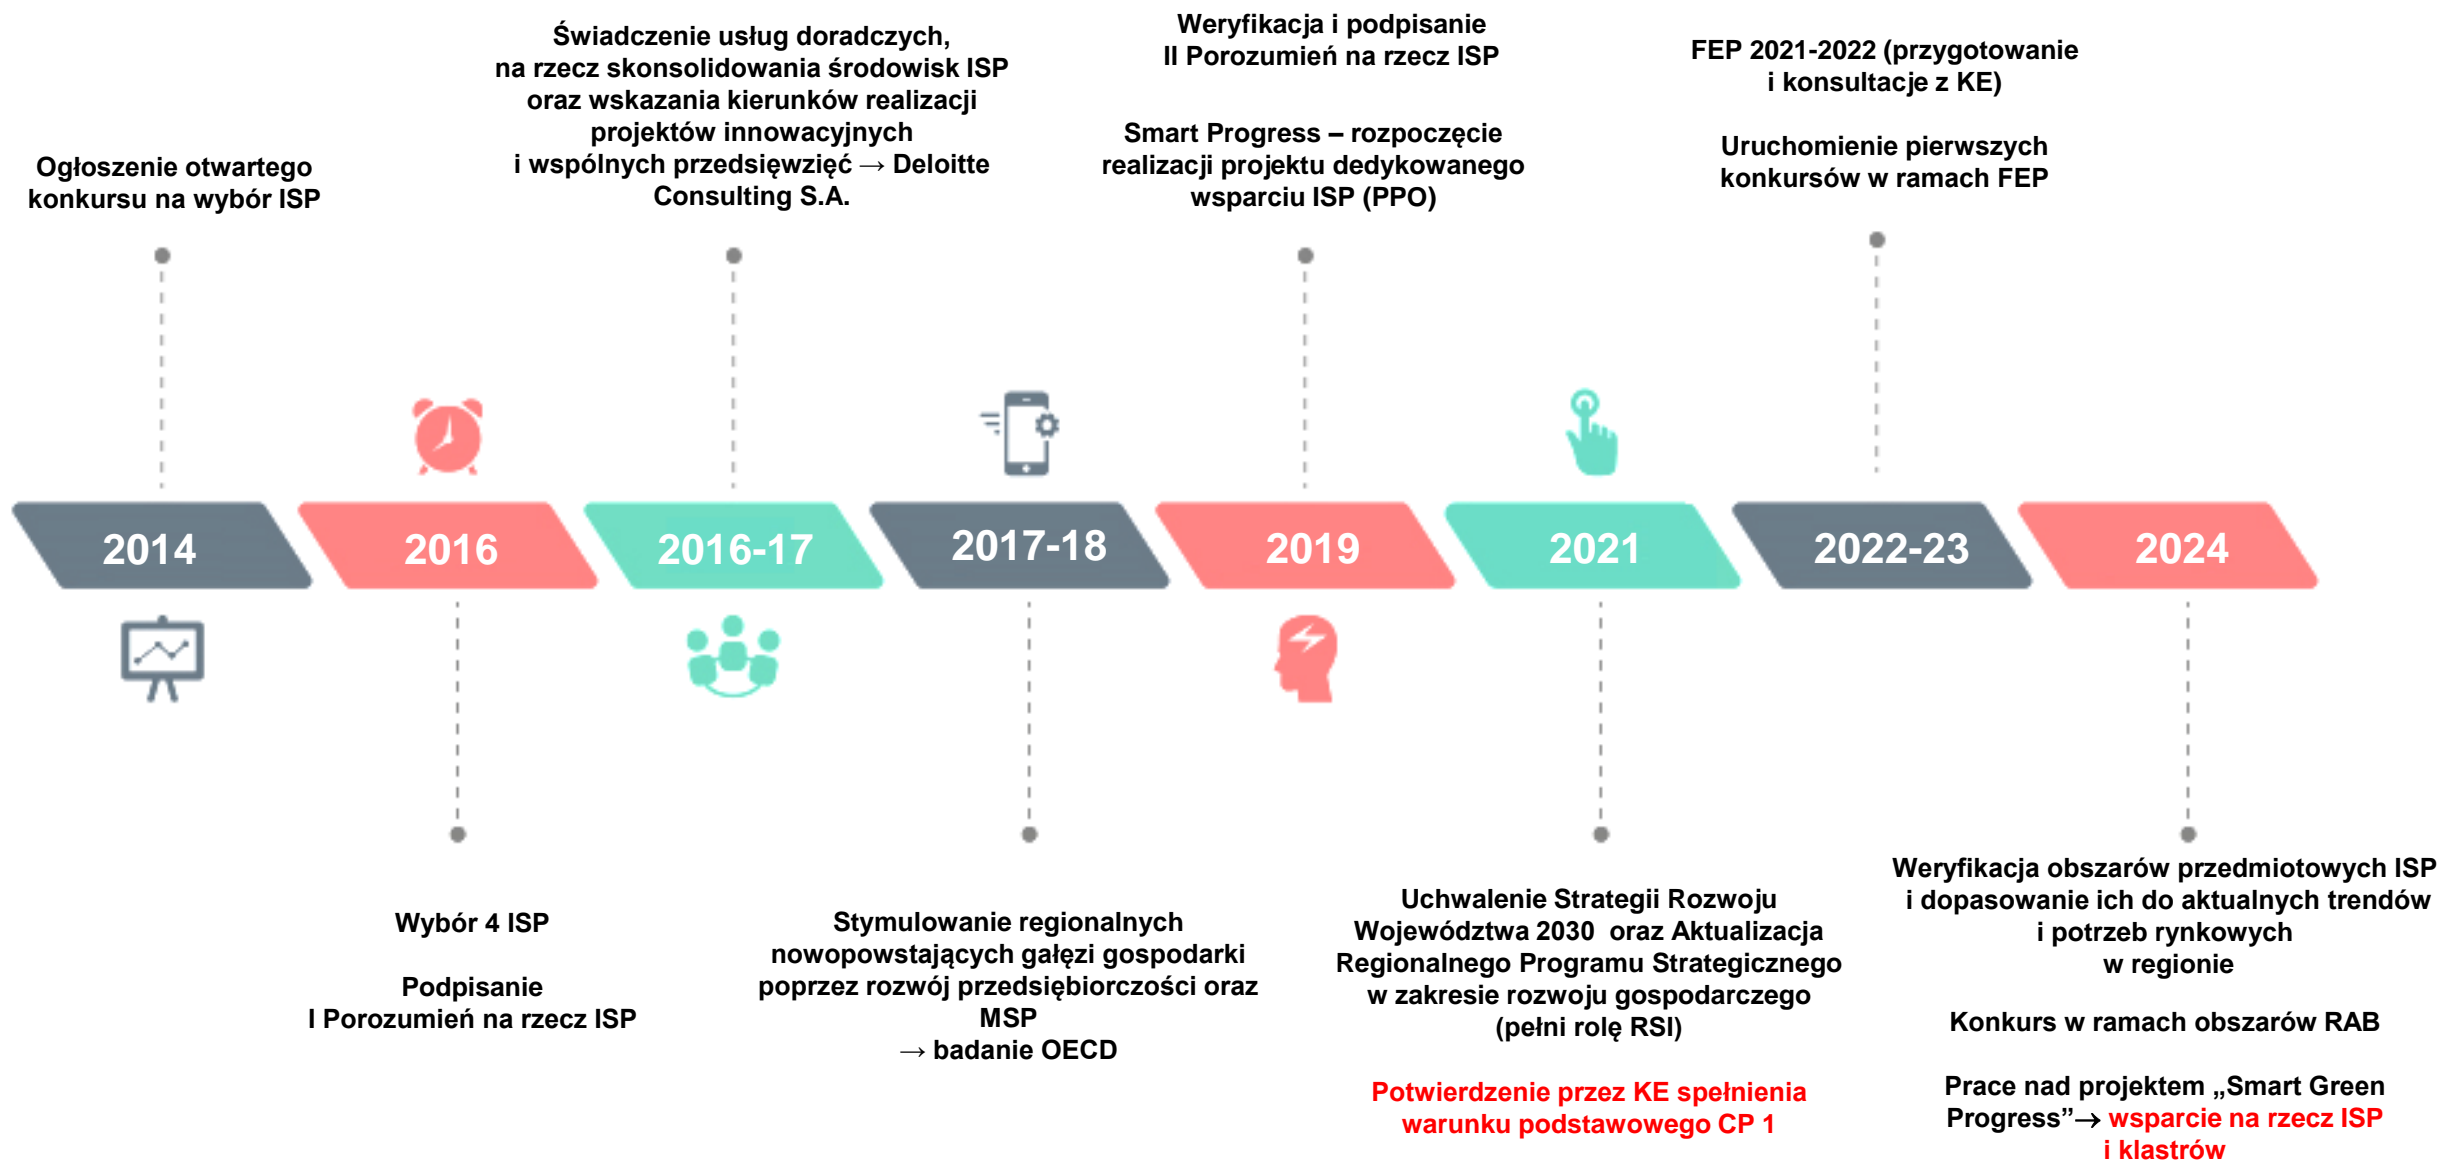 Ogłoszenie otwartego
konkursu na wybór ISP
Świadczenie usług doradczych,
na rzecz skonsolidowania środowisk ISP
oraz wskazania kierunków realizacji
projektów innowacyjnych
i wspólnych przedsięwzięć → Deloitte
Consulting S.A.
Weryfikacja i podpisanie
II Porozumień na rzecz ISP
Smart Progress – rozpoczęcie
realizacji projektu dedykowanego
wsparciu ISP (PPO)
FEP 2021-2022 (przygotowanie
i konsultacje z KE)
Uruchomienie pierwszych
konkursów w ramach FEP
2014
2016
2016-17
2017-18
2019
2021
2022-23
2024
Wybór 4 ISP
Podpisanie
I Porozumień na rzecz ISP
Stymulowanie regionalnych
nowopowstających gałęzi gospodarki
poprzez rozwój przedsiębiorczości oraz
MSP
→ badanie OECD
Uchwalenie Strategii Rozwoju
Województwa 2030 oraz Aktualizacja
Regionalnego Programu Strategicznego
w zakresie rozwoju gospodarczego
(pełni rolę RSI)
Potwierdzenie przez KE spełnienia
warunku podstawowego CP 1
Weryfikacja obszarów przedmiotowych ISP
i dopasowanie ich do aktualnych trendów
i potrzeb rynkowych
w regionie
Konkurs w ramach obszarów RAB
Prace nad projektem „Smart Green
Progress”→ wsparcie na rzecz ISP
i klastrów